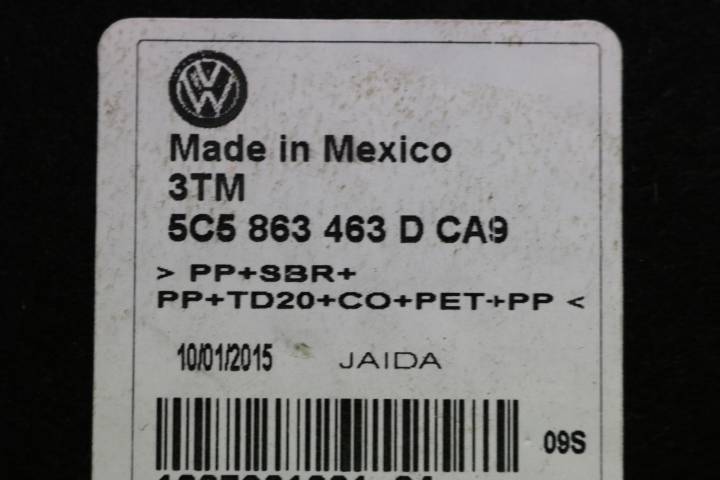 Made in Mexico
3TM
5C5 863 463 D CA9
> PP+SBR+
PP+TD20+CO+PET+PP <
10/01/2015 JAIDA
09S